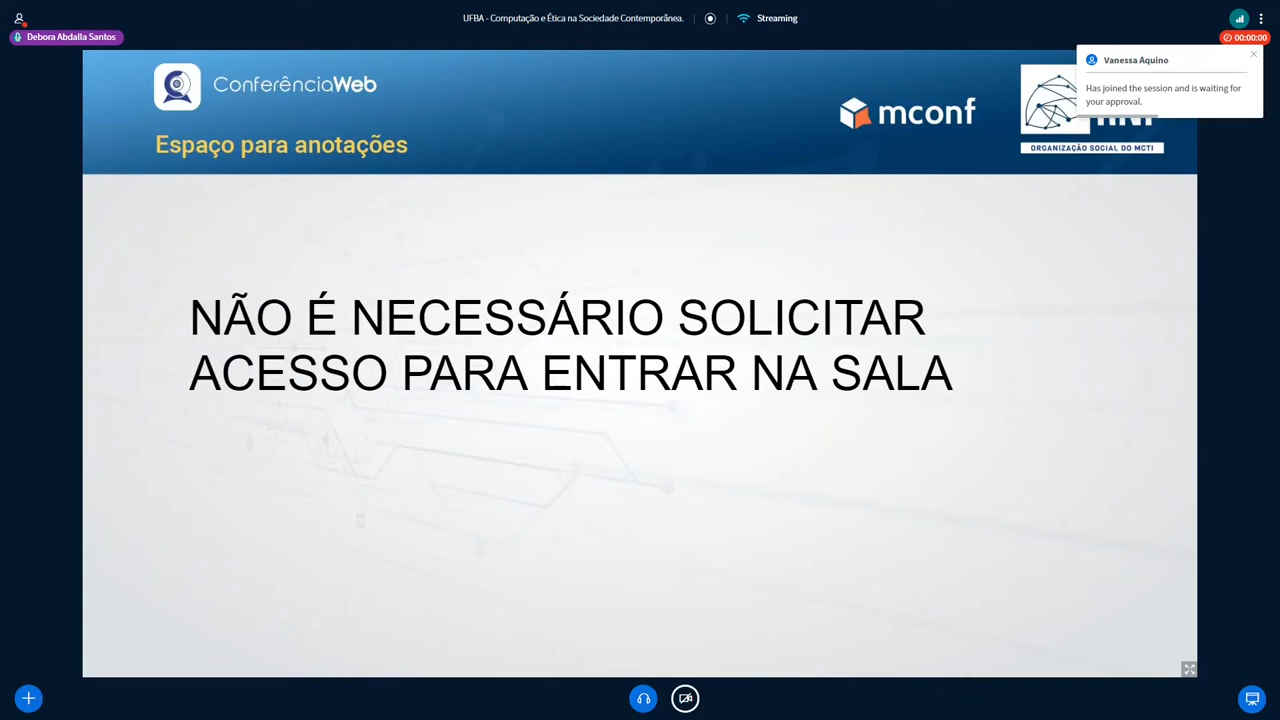 UFBA - Computação e Ética na Sociedade Contemporânea.
Streaming
Debora Abdalla Santos
00:00:00
Vanessa Aquino
Has joined the session and is waiting for
your approval.
ConferênciaWeb
mconf
Espaço para anotações
ORGANIZAÇÃO SOCIAL DO MCTI
NÃO É NECESSÁRIO SOLICITAR
ACESSO PARA ENTRAR NA SALA